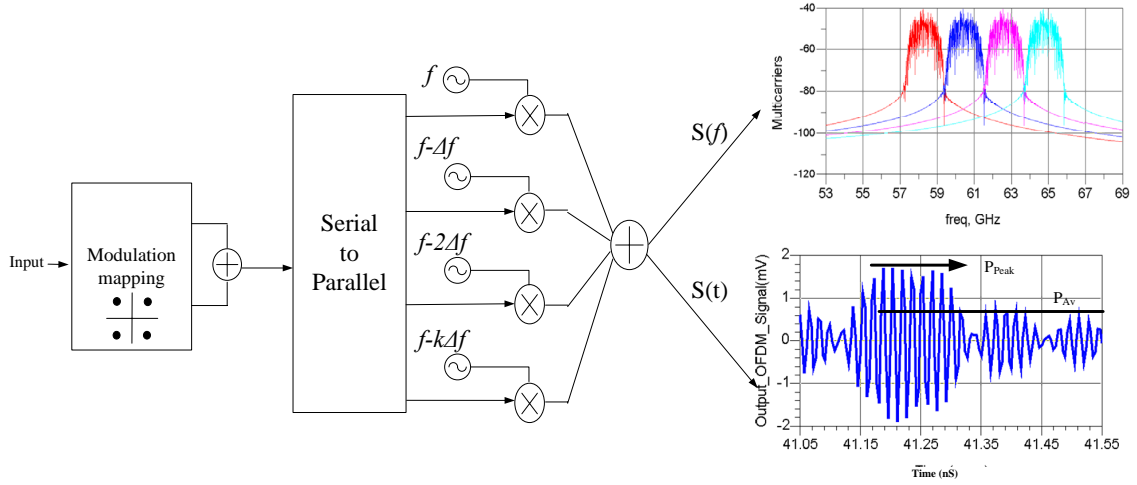 Input
Modulation
mapping
Serial
to
Parallel
f
f-Δf
f-2Δf
f-kΔf
S(f)
S(t)
Multicarriers
-40
-60
-80
-100
-120
53 55 57 59 61 63 65 67 69
freq, GHz
Output_OFDM_Signal(mV)
2
1
0
-1
-2
P_Peak
P_Av
41.05 41.15 41.25 41.35 41.45 41.55
Time (nS)